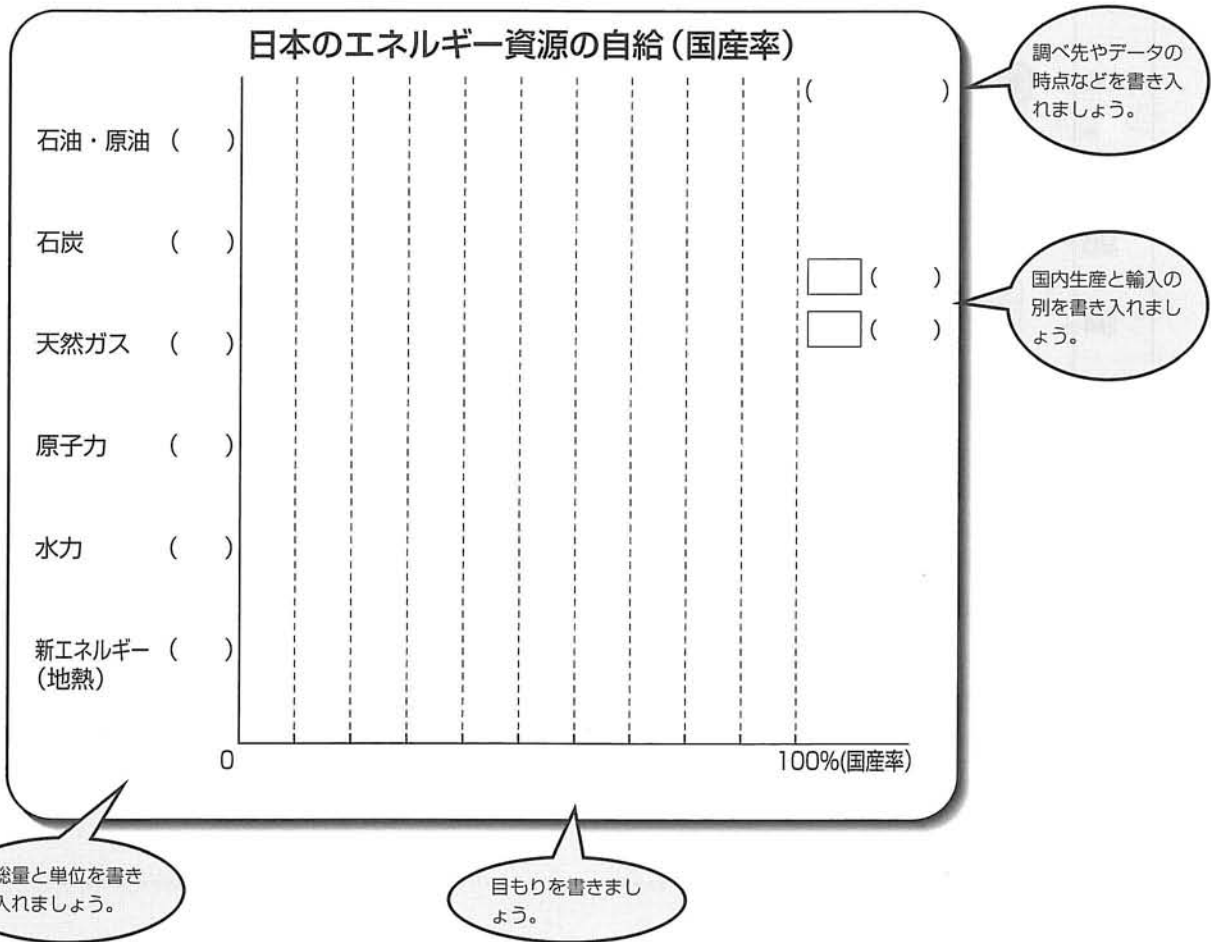 日本のエネルギー資源の自給(国産率)
調べ先やデータの
時点などを書き入
れましょう。
( )
石油・原油 ( )
石炭 ( )
国内生産と輸入の
別を書き入れまし
ょう。
( )
( )
天然ガス ( )
原子力 ( )
水力 ( )
新エネルギー ( )
(地熱)
0
100%(国産率)
総量と単位を書き
入れましょう。
目もりを書きまし
ょう。